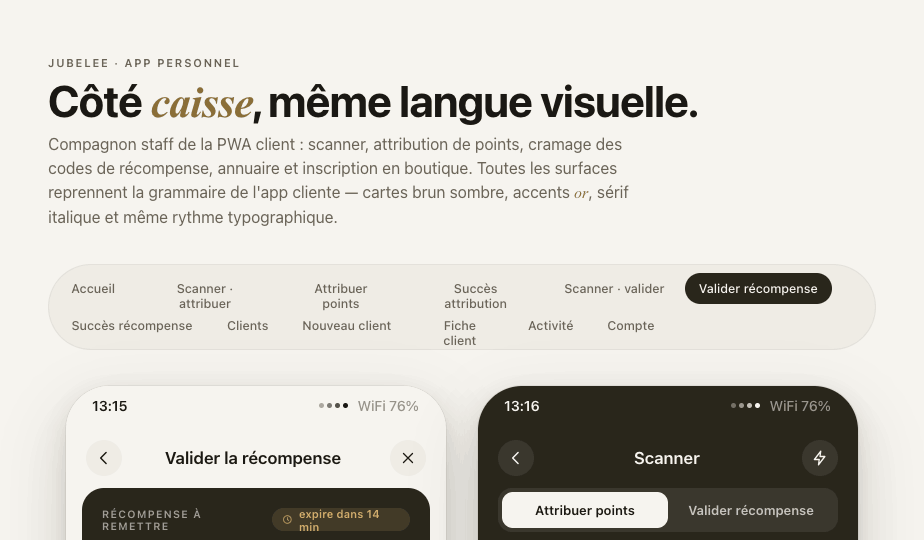 JUBELEE · APP PERSONNEL
Côté caisse, même langue visuelle.
Compagnon staff de la PWA client : scanner, attribution de points, cramage des
codes de récompense, annuaire et inscription en boutique. Toutes les surfaces
reprennent la grammaire de l'app cliente — cartes brun sombre, accents or, sérif
italique et même rythme typographique.
Accueil
Scanner ·
attribuer
Attribuer
points
Succès
attribution
Scanner · valider
Valider récompense
Succès récompense
Clients
Nouveau client
Fiche
client
Activité
Compte
13:15
WiFi 76%
Valider la récompense
RÉCOMPENSE À
REMETTRE
expire dans 14
min
13:16
WiFi 76%
Scanner
Attribuer points
Valider récompense